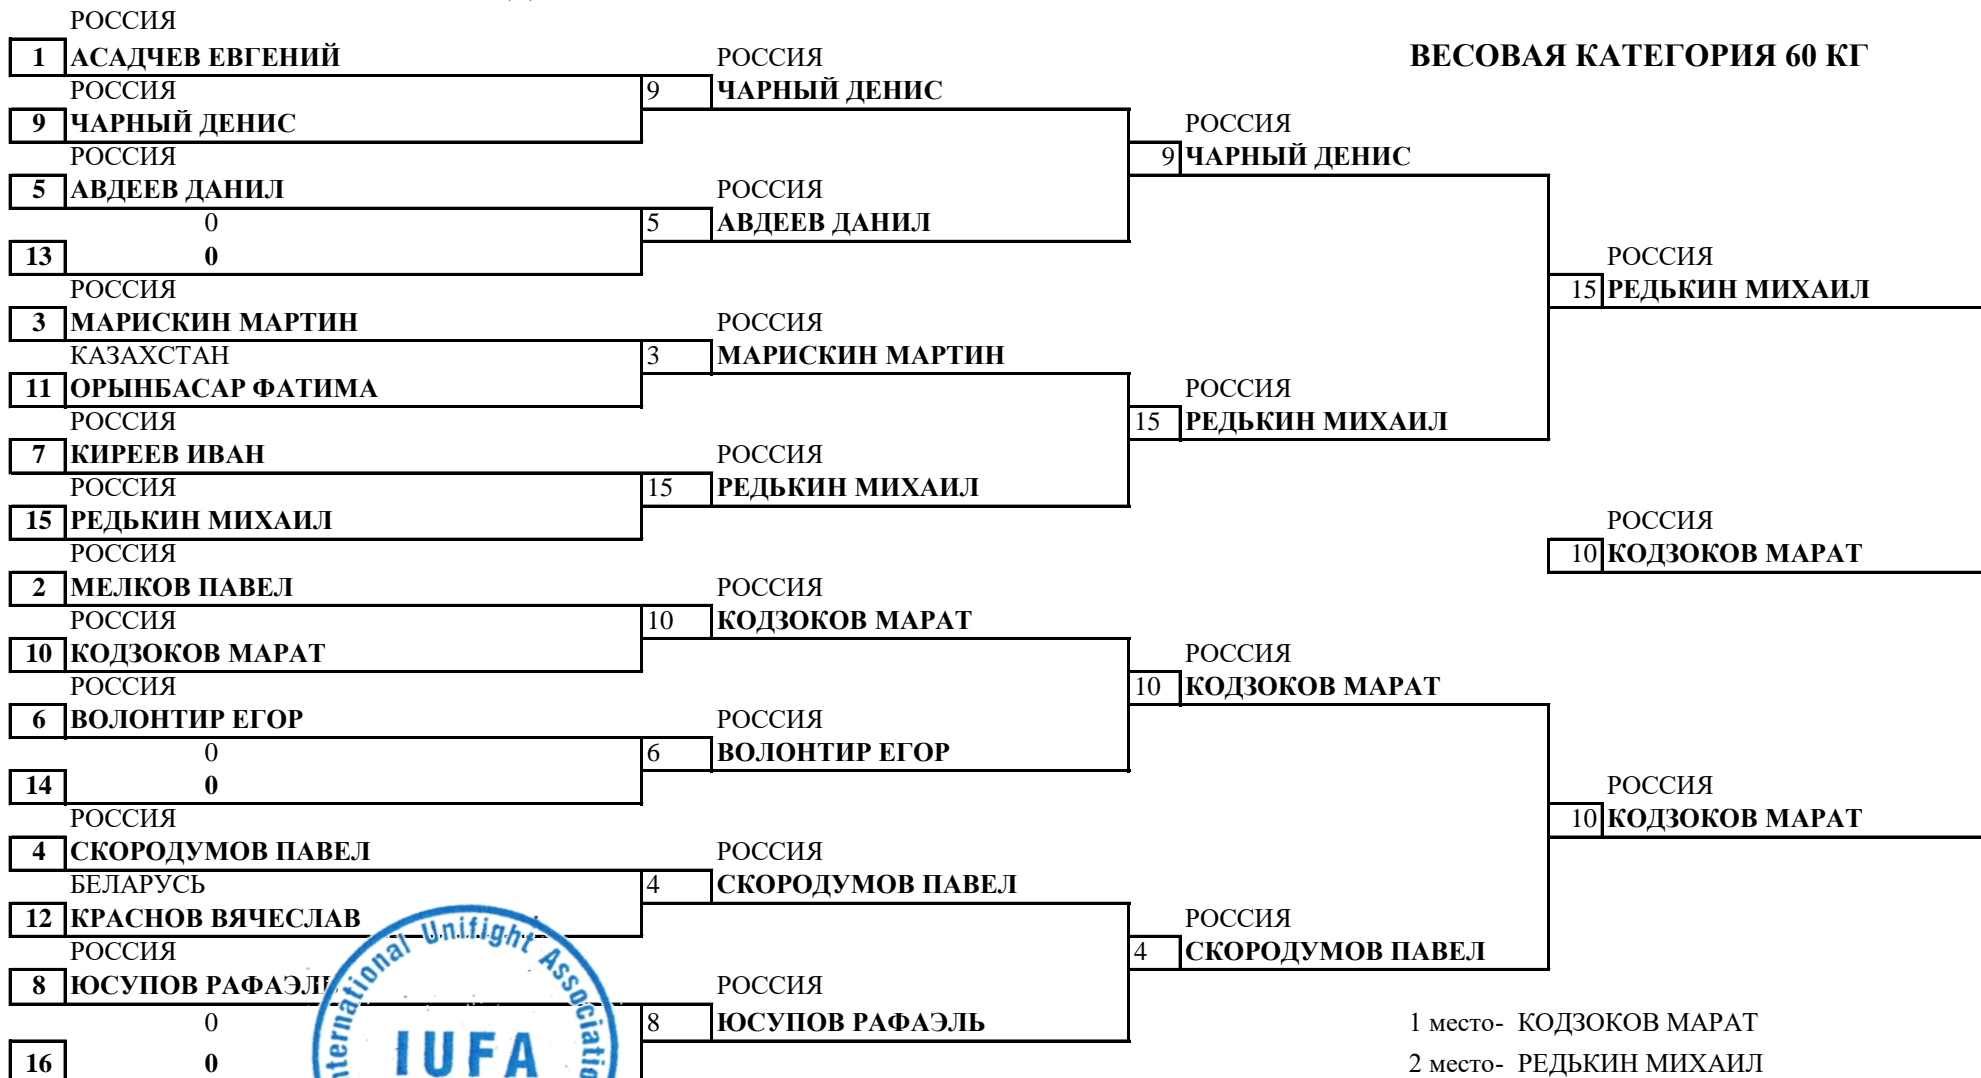 РОССИЯ
1 АСАДЧЕВ ЕВГЕНИЙ РОССИЯ ВЕСОВАЯ КАТЕГОРИЯ 60 КГ
РОССИЯ 9 ЧАРНЫЙ ДЕНИС
9 ЧАРНЫЙ ДЕНИС РОССИЯ
РОССИЯ 9 ЧАРНЫЙ ДЕНИС
5 АВДЕЕВ ДАНИЛ РОССИЯ
0 5 АВДЕЕВ ДАНИЛ
13 0 РОССИЯ
РОССИЯ 15 РЕДЬКИН МИХАИЛ
3 МАРИСКИН МАРТИН РОССИЯ
КАЗАХСТАН 3 МАРИСКИН МАРТИН
11 ОРЫНБАСАР ФАТИМА РОССИЯ
РОССИЯ 15 РЕДЬКИН МИХАИЛ
7 КИРЕЕВ ИВАН РОССИЯ
РОССИЯ 15 РЕДЬКИН МИХАИЛ
15 РЕДЬКИН МИХАИЛ РОССИЯ
РОССИЯ 10 КОДЗОКОВ МАРАТ
2 МЕЛКОВ ПАВЕЛ РОССИЯ
РОССИЯ 10 КОДЗОКОВ МАРАТ
10 КОДЗОКОВ МАРАТ РОССИЯ
РОССИЯ 10 КОДЗОКОВ МАРАТ
6 ВОЛОНТИР ЕГОР РОССИЯ
0 6 ВОЛОНТИР ЕГОР
14 0 РОССИЯ
РОССИЯ 10 КОДЗОКОВ МАРАТ
4 СКОРОДУМОВ ПАВЕЛ РОССИЯ
БЕЛАРУСЬ 4 СКОРОДУМОВ ПАВЕЛ
12 КРАСНОВ ВЯЧЕСЛАВ РОССИЯ
РОССИЯ 4 СКОРОДУМОВ ПАВЕЛ
8 ЮСУПОВ РАФАЭЛЬ РОССИЯ
0 8 ЮСУПОВ РАФАЭЛЬ 1 место- КОДЗОКОВ МАРАТ
16 0 2 место- РЕДЬКИН МИХАИЛ
International Unifight Association
IUFA